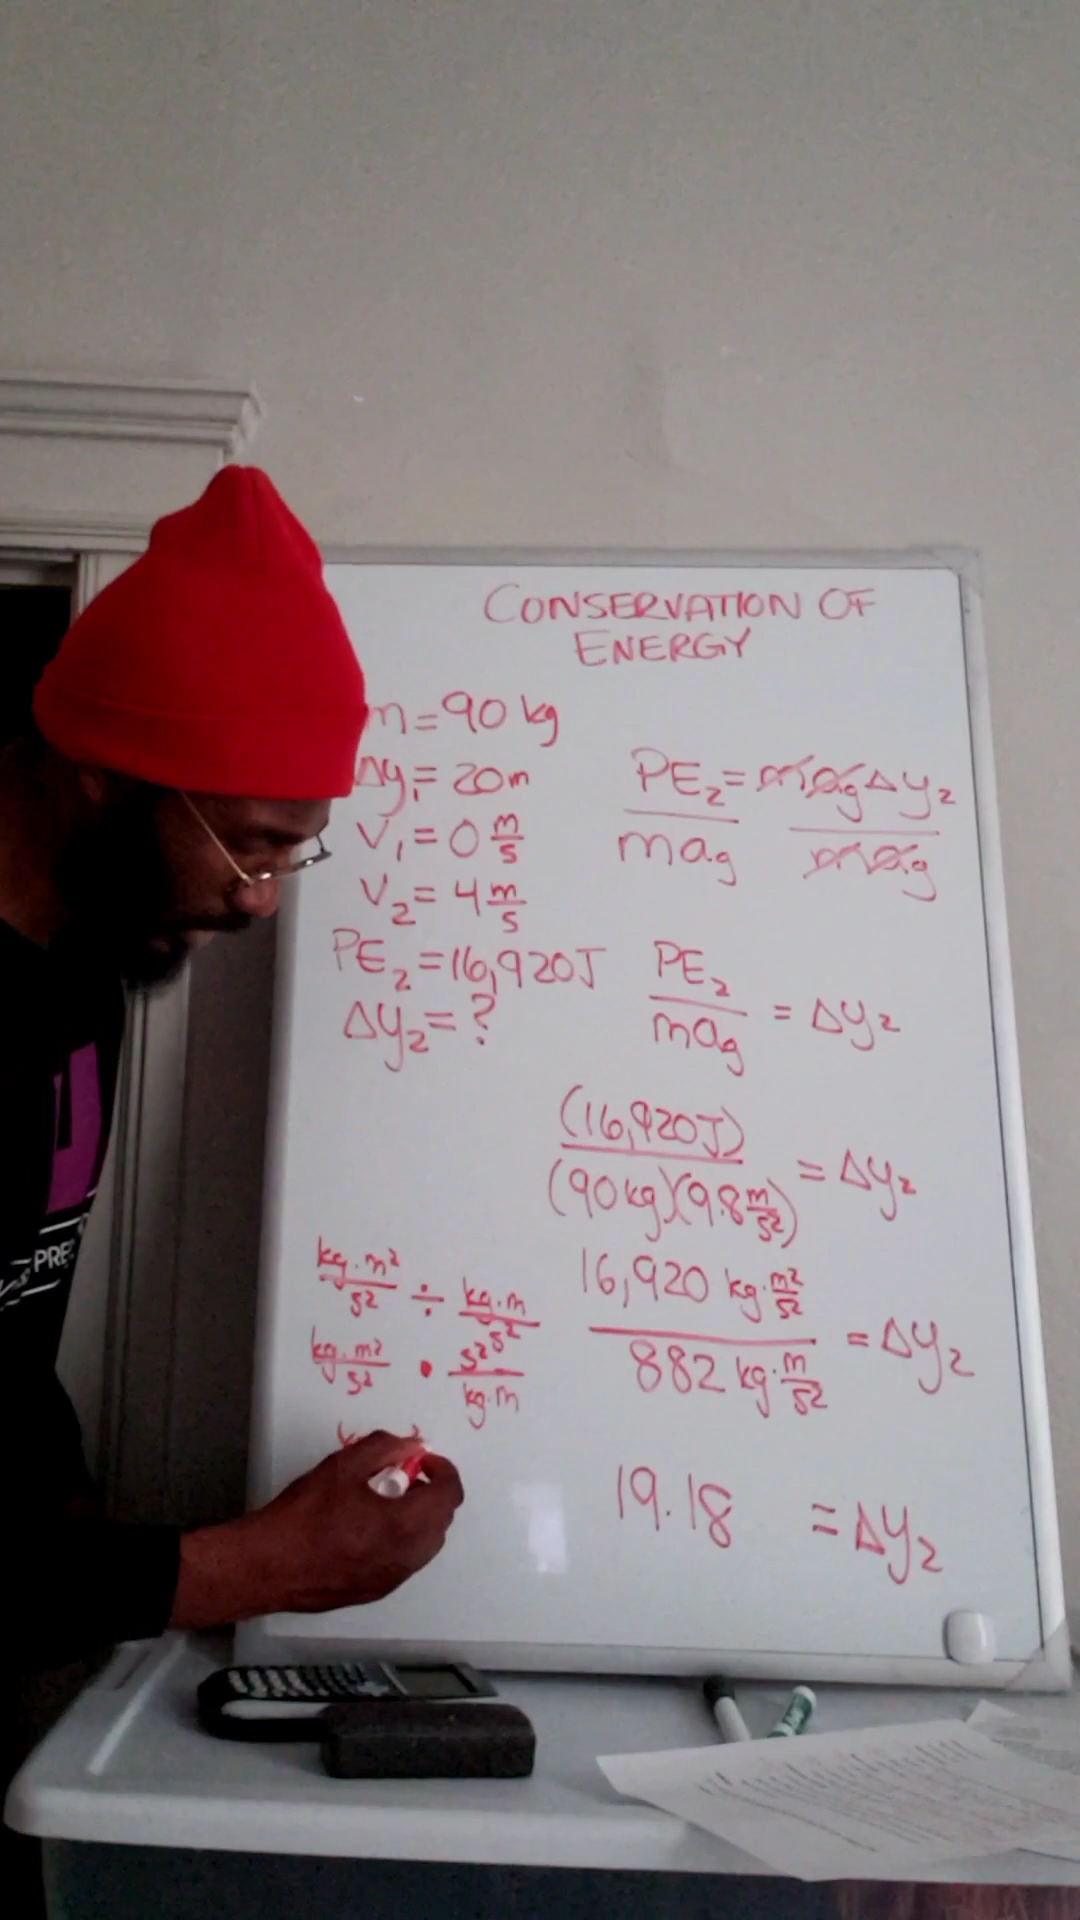 CONSERVATION OF
ENERGY
m = 90 kg
Δy₁ = 20m
V₁ = 0 m/s
V₂ = 4 m/s
PE₂ = 16,920J
Δy₂ = ?
PE₂/mag = magΔy₂/mag
PE₂/mag = Δy₂
(16,920J)/(90kg)(9.8 m/s²) = Δy₂
16,920 kg·m²/s² / 882 kg·m/s² = Δy₂
19.18 = Δy₂
kg·m²/s² ÷ kg·m/s²
kg·m²/s² • s²/kg·m
PRE